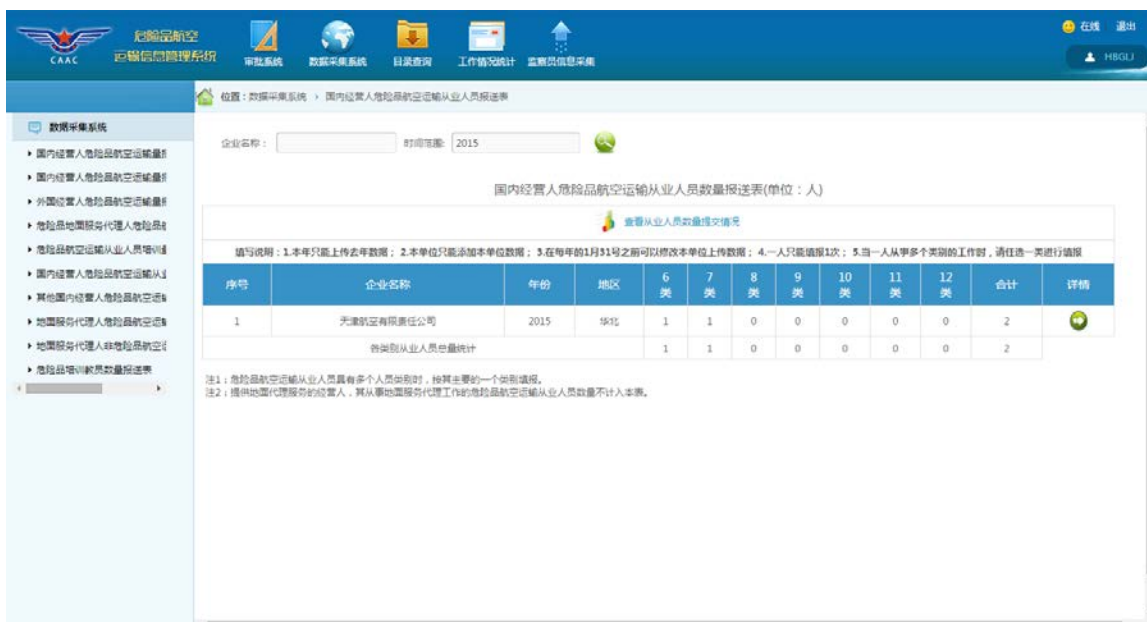 危险品航空
运输信息管理系统
CAAC
审批系统
数据采集系统
目录查询
工作情况统计
监察员信息采集
在线 退出
HBGLJ
位置：数据采集系统 › 国内经营人危险品航空运输从业人员报送表
数据采集系统
国内经营人危险品航空运输量
国内经营人危险品航空运输量
外国经营人危险品航空运输量
危险品地面服务代理人危险品
危险品航空运输从业人员培训
国内经营人危险品航空运输从
其他国内经营人危险品航空运
地面服务代理人危险品航空运
地面服务代理人非危险品航空
危险品培训教员数量报送表
企业名称： 时间范围: 2015
国内经营人危险品航空运输从业人员数量报送表(单位：人)
查看从业人员数量提交情况
填写说明：1.本年只能上传去年数据； 2.本单位只能添加本单位数据； 3.在每年的1月31号之前可以修改本单位上传数据； 4.一人只能填报1次； 5.当一人从事多个类别的工作时，请任选一类进行填报
序号 企业名称 年份 地区 6类 7类 8类 9类 10类 11类 12类 合计 详情
1 天津航空有限责任公司 2015 华北 1 1 0 0 0 0 0 2
各类别从业人员总量统计 1 1 0 0 0 0 0 2
注1：危险品航空运输从业人员具有多个人员类别时，按其主要的一个类别填报。
注2：提供地面代理服务的经营人，其从事地面服务代理工作的危险品航空运输从业人员数量不计入本表。